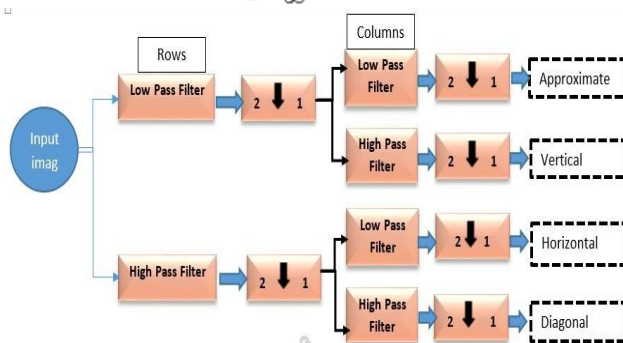 Rows
Columns
Input
imag
Low Pass Filter
2 1
Low Pass
Filter
2 1
Approximate
High Pass
Filter
2 1
Vertical
High Pass Filter
2 1
Low Pass
Filter
2 1
Horizontal
High Pass
Filter
2 1
Diagonal